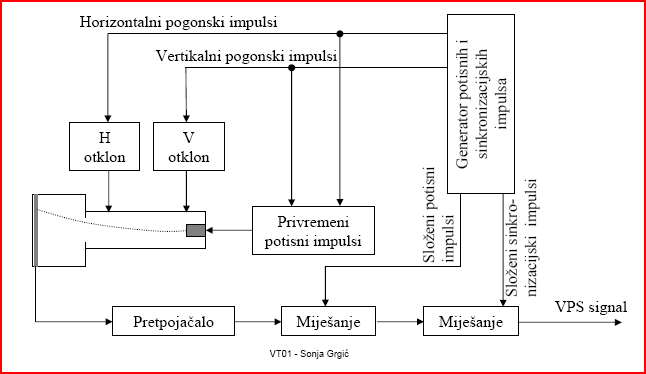 Horizontalni pogonski impulsi
Vertikalni pogonski impulsi
Generator potisnih i
sinkronizacijskih
impulsa
H
otklon
V
otklon
Privremeni
potisni impulsi
Složeni potisni
impulsi
Složeni sinkro-
nizacijski impulsi
Pretpojačalo
Miješanje
Miješanje
VPS signal
VT01 - Sonja Grgić